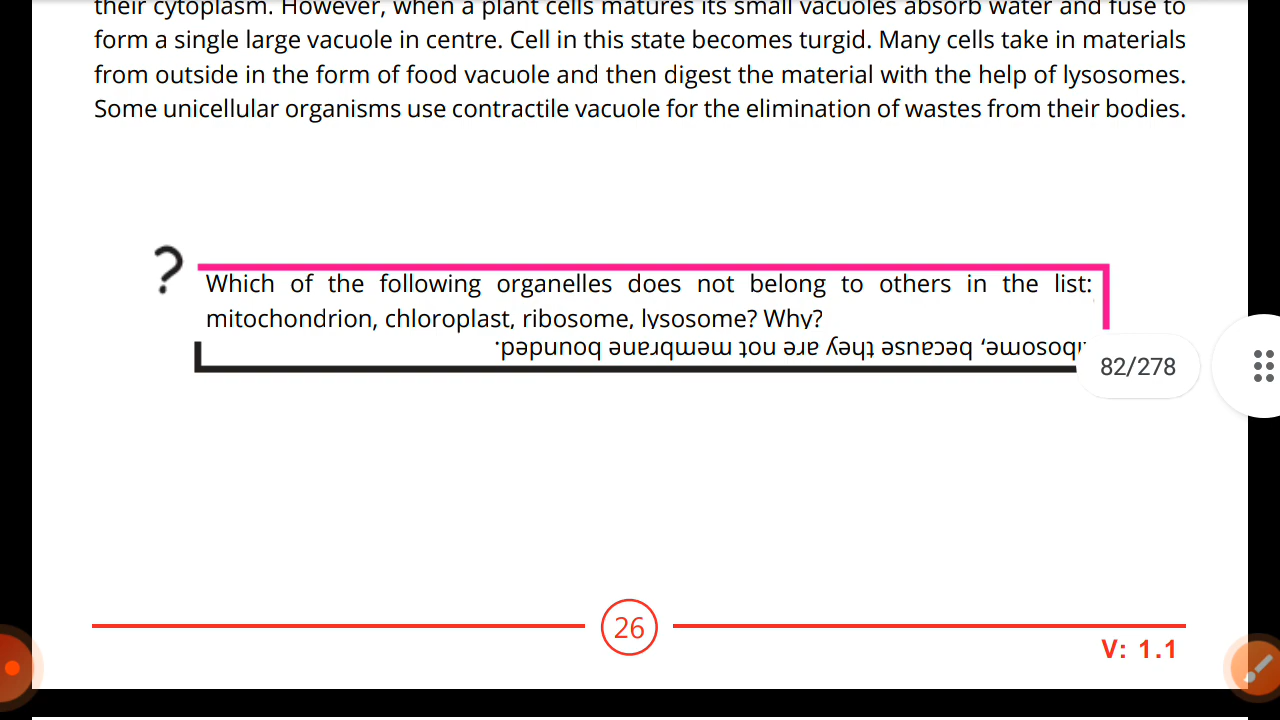 their cytoplasm. However, when a plant cells matures its small vacuoles absorb water and fuse to
form a single large vacuole in centre. Cell in this state becomes turgid. Many cells take in materials
from outside in the form of food vacuole and then digest the material with the help of lysosomes.
Some unicellular organisms use contractile vacuole for the elimination of wastes from their bodies.
?
Which of the following organelles does not belong to others in the list:
mitochondrion, chloroplast, ribosome, lysosome? Why?
ribosome, because they are not membrane bounded.
82/278
26
V: 1.1